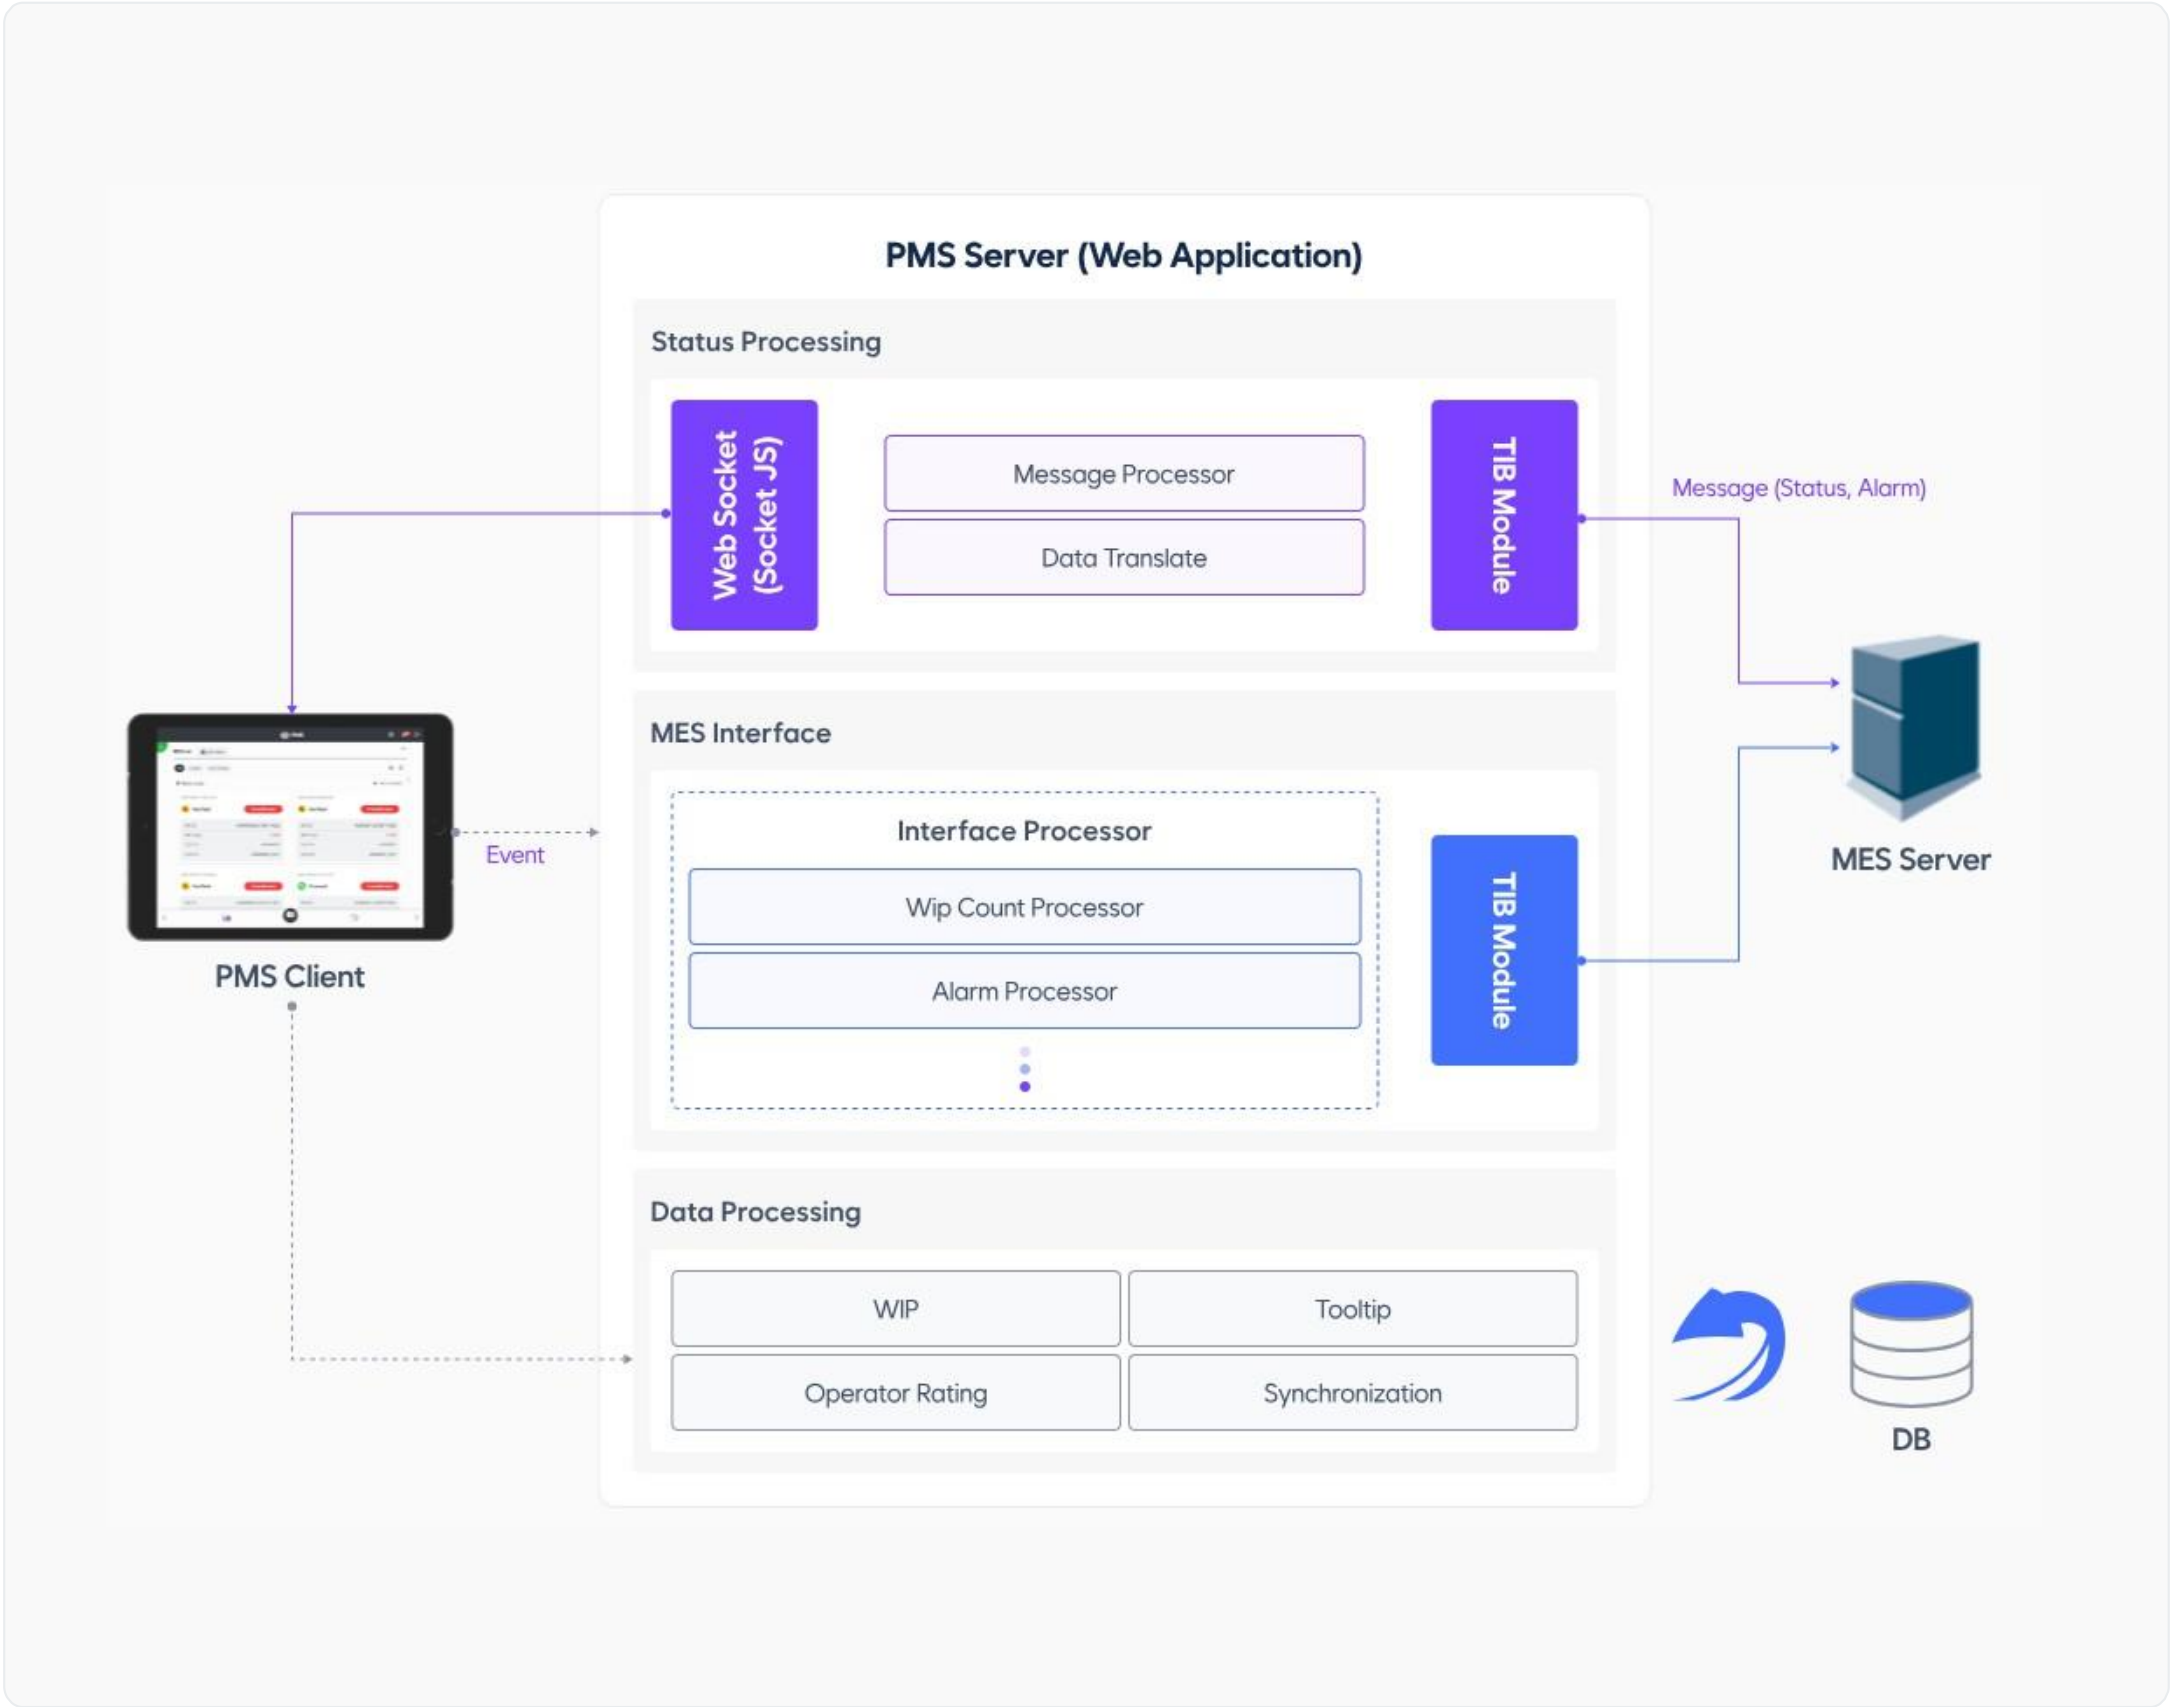 PMS Server (Web Application)
Status Processing
Web Socket
(Socket JS)
Message Processor
Data Translate
TIB Module
Message (Status, Alarm)
MES Server
MES Interface
Interface Processor
Wip Count Processor
Alarm Processor
TIB Module
Event
PMS Client
Data Processing
WIP
Tooltip
Operator Rating
Synchronization
DB